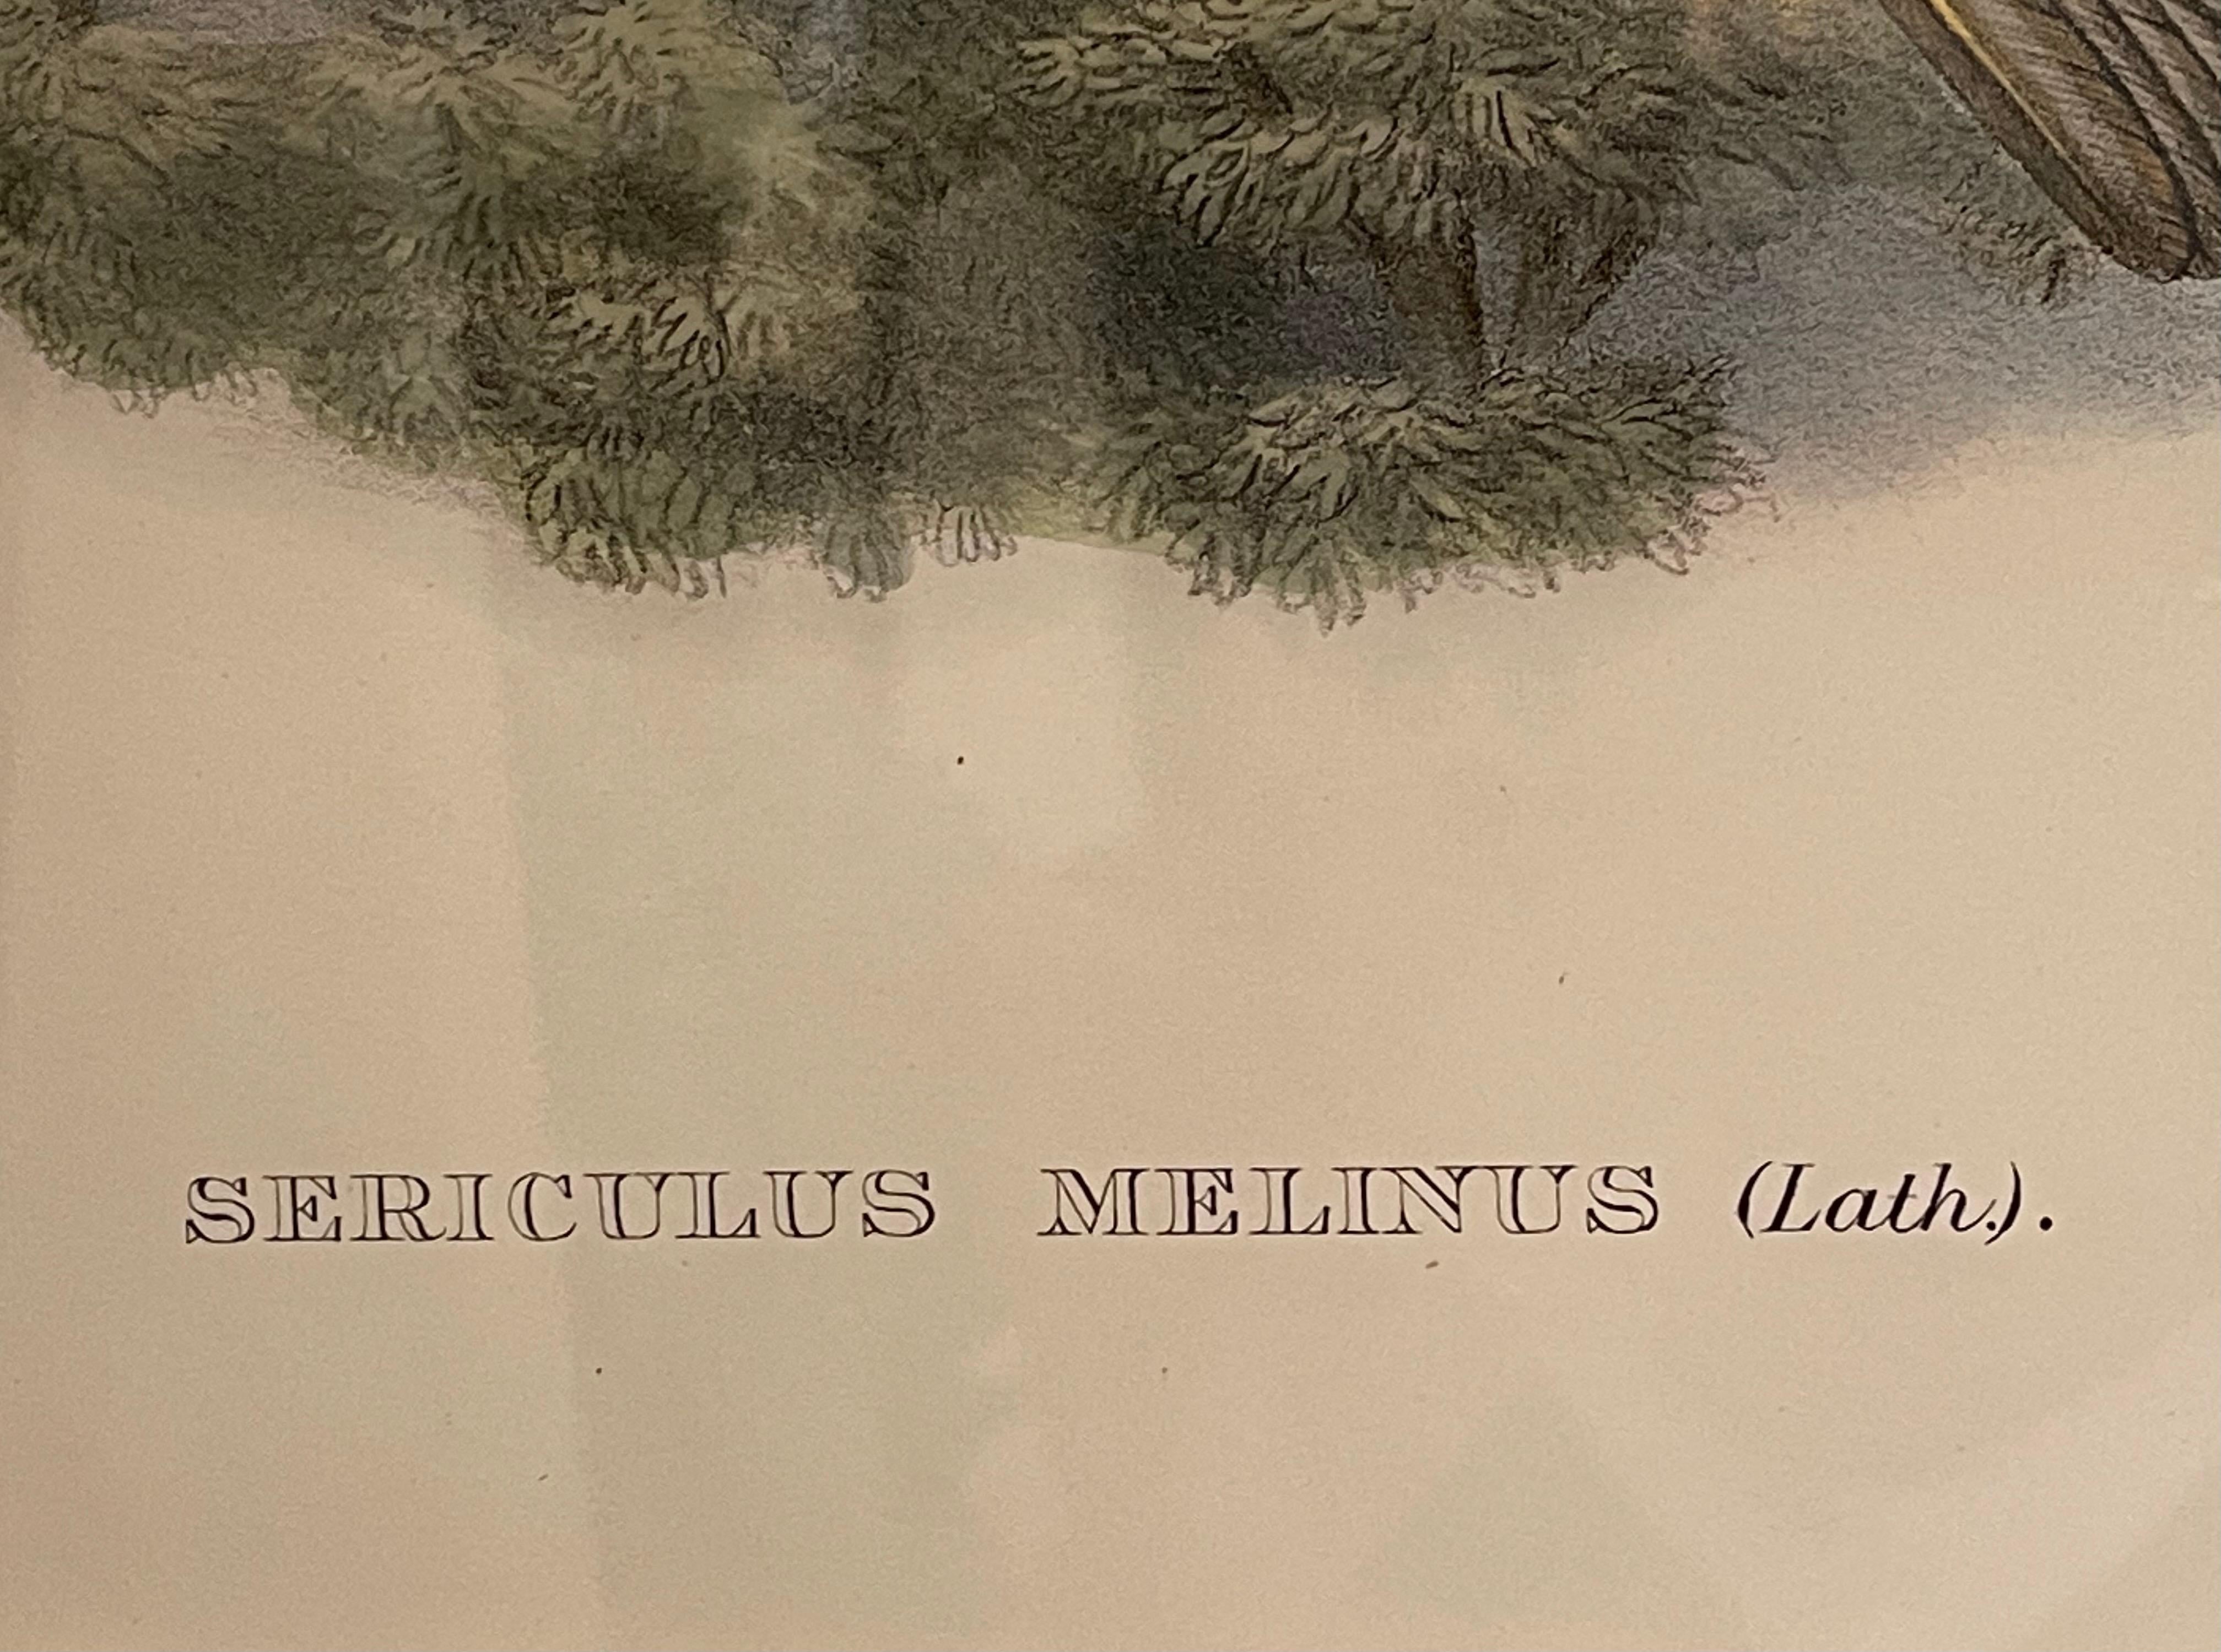 SERICULUS MELINUS (Lath.).